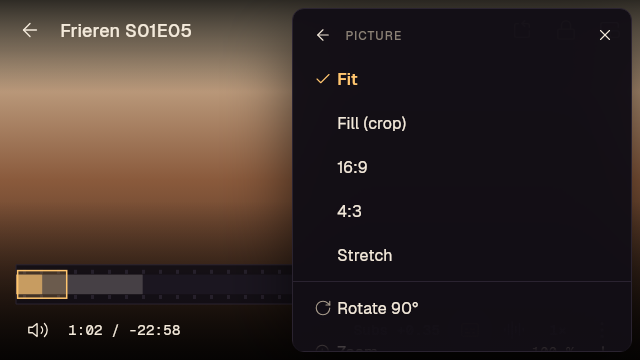 Frieren S01E05
PICTURE
Fit
Fill (crop)
16:9
4:3
Stretch
Rotate 90°
1:02 / -22:58